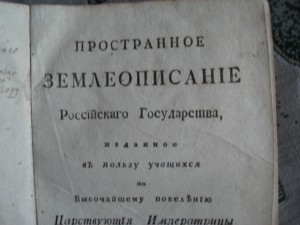 ПРОСТРАННОЕ
ЗЕМЛЕОПИСАНІЕ
Россійскаго Государства,
изданное
въ пользу учащихся
по
Высочайшему повелѣнію
Царствующія Императрицы